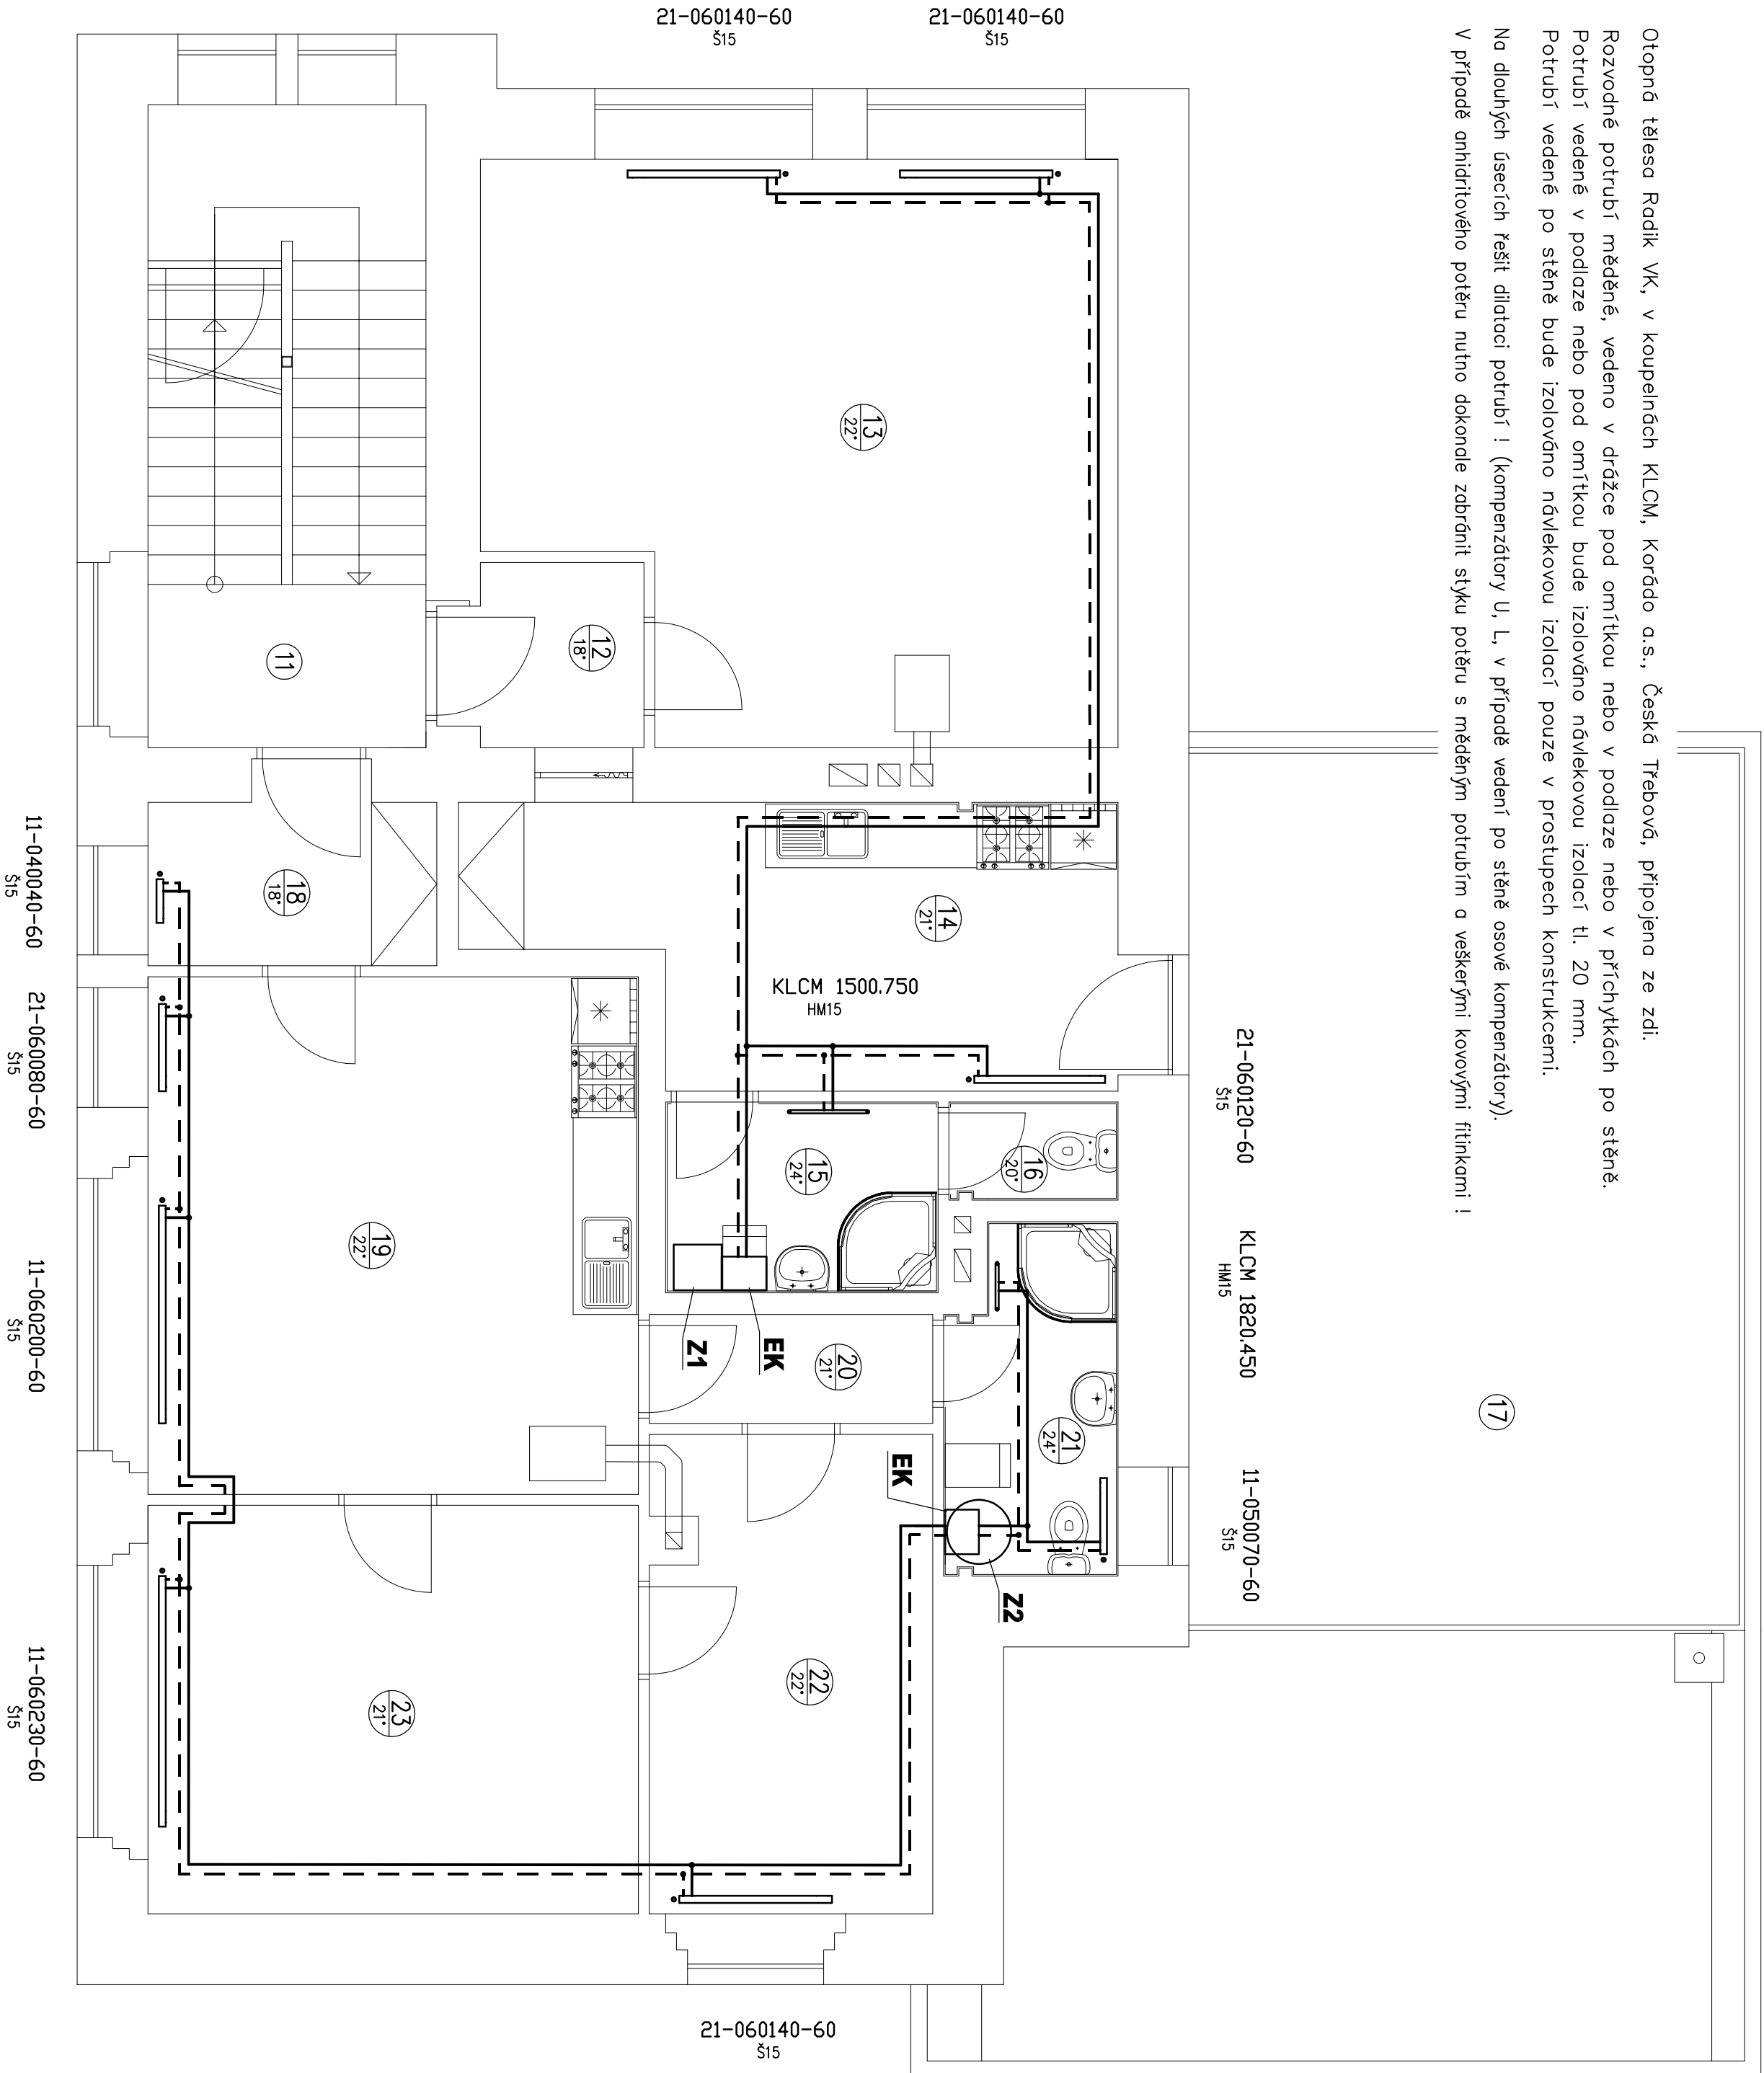 Otopná tělesa Radik VK, v koupelnách KLCM, Korádo a.s., Česká Třebová, připojena ze zdi.
Rozvodné potrubí měděné, vedeno v drážce pod omítkou nebo v podlaze nebo v příchytkách po stěně.
Potrubí vedené v podlaze nebo pod omítkou bude izolováno návlekovou izolací tl. 20 mm.
Potrubí vedené po stěně bude izolováno návlekovou izolací pouze v prostupech konstrukcemi.
Na dlouhých úsecích řešit dilataci potrubí ! (kompenzátory U, L, v případě vedení po stěně osové kompenzátory).
V případě anhidritového potěru nutno dokonale zabránit styku potěru s měděným potrubím a veškerými kovovými fitinkami !
21-060140-60
Š15
21-060140-60
Š15
13
22°
12
18°
11
18
18°
14
21°
KLCM 1500.750
HM15
15
24°
16
20°
17
19
22°
20
21°
21
24°
22
22°
23
21°
EK
Z1
EK
Z2
21-060120-60
Š15
KLCM 1820.450
HM15
11-050070-60
Š15
11-040040-60
Š15
21-060080-60
Š15
11-060200-60
Š15
11-060230-60
Š15
21-060140-60
Š15